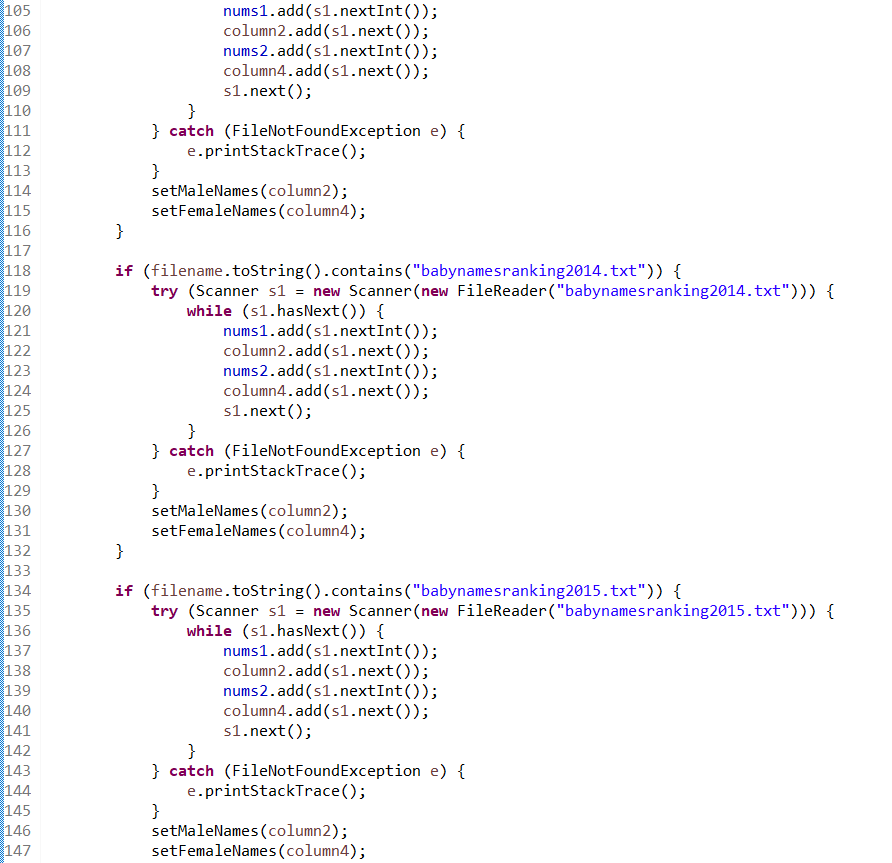 105                     nums1.add(s1.nextInt());
106                     column2.add(s1.next());
107                     nums2.add(s1.nextInt());
108                     column4.add(s1.next());
109                     s1.next();
110                 }
111             } catch (FileNotFoundException e) {
112                 e.printStackTrace();
113             }
114             setMaleNames(column2);
115             setFemaleNames(column4);
116         }
117
118         if (filename.toString().contains("babynamesranking2014.txt")) {
119             try (Scanner s1 = new Scanner(new FileReader("babynamesranking2014.txt"))) {
120                 while (s1.hasNext()) {
121                     nums1.add(s1.nextInt());
122                     column2.add(s1.next());
123                     nums2.add(s1.nextInt());
124                     column4.add(s1.next());
125                     s1.next();
126                 }
127             } catch (FileNotFoundException e) {
128                 e.printStackTrace();
129             }
130             setMaleNames(column2);
131             setFemaleNames(column4);
132         }
133
134         if (filename.toString().contains("babynamesranking2015.txt")) {
135             try (Scanner s1 = new Scanner(new FileReader("babynamesranking2015.txt"))) {
136                 while (s1.hasNext()) {
137                     nums1.add(s1.nextInt());
138                     column2.add(s1.next());
139                     nums2.add(s1.nextInt());
140                     column4.add(s1.next());
141                     s1.next();
142                 }
143             } catch (FileNotFoundException e) {
144                 e.printStackTrace();
145             }
146             setMaleNames(column2);
147             setFemaleNames(column4);